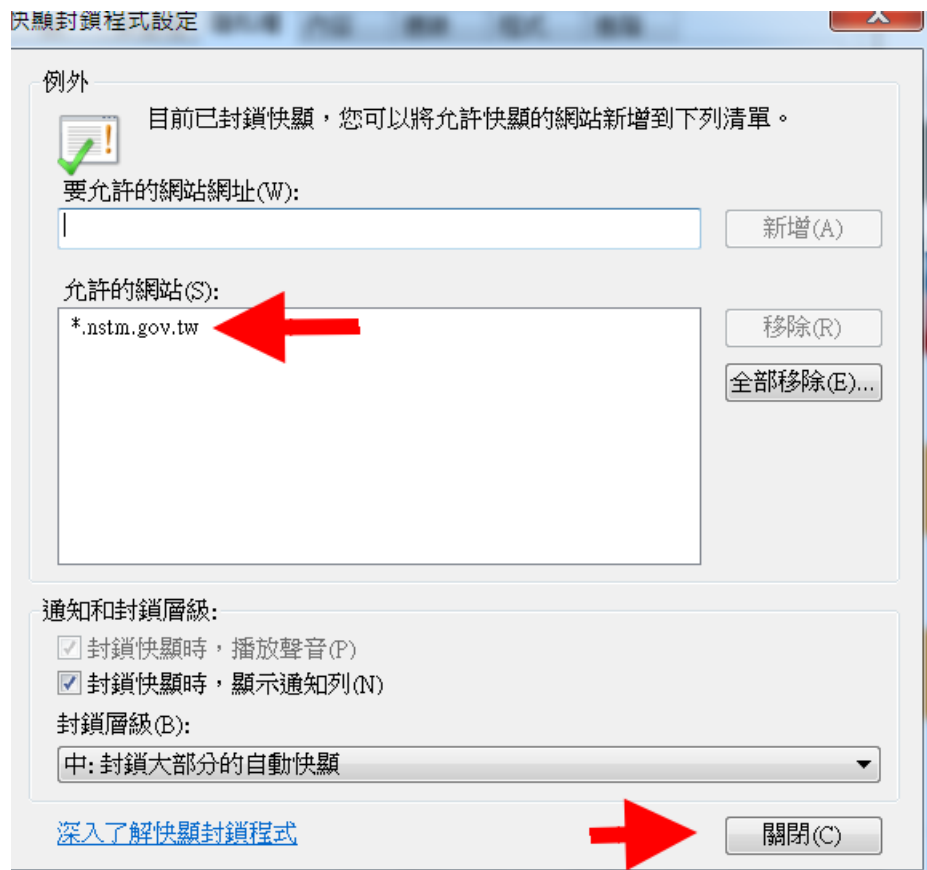 快顯封鎖程式設定
例外
目前已封鎖快顯，您可以將允許快顯的網站新增到下列清單。
要允許的網站網址(W):
新增(A)
允許的網站(S):
*.nstm.gov.tw
移除(R)
全部移除(E)...
通知和封鎖層級:
封鎖快顯時，播放聲音(P)
封鎖快顯時，顯示通知列(N)
封鎖層級(B):
中: 封鎖大部分的自動快顯
深入了解快顯封鎖程式
關閉(C)